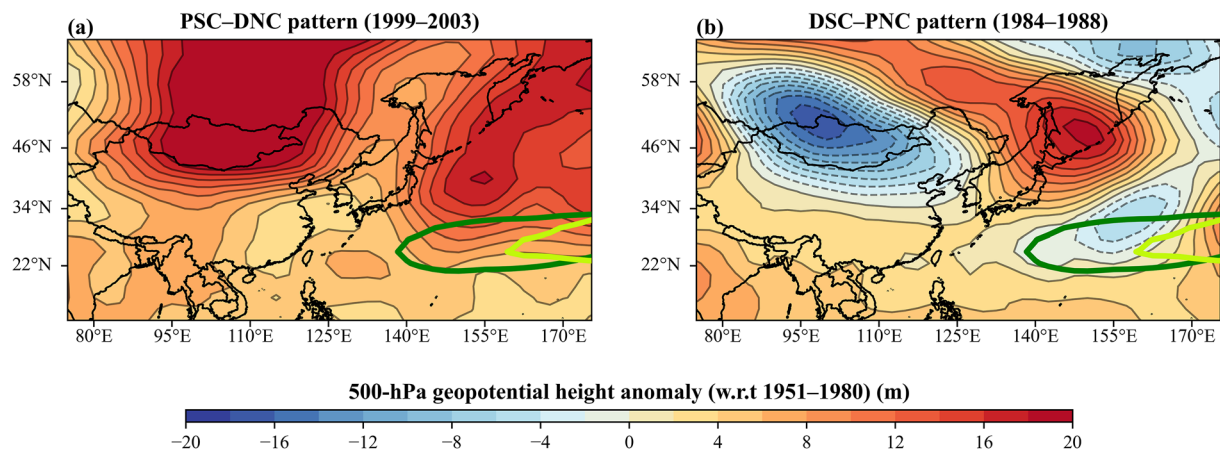 (a) PSC–DNC pattern (1999–2003)
(b) DSC–PNC pattern (1984–1988)
58°N
46°N
34°N
22°N
80°E 95°E 110°E 125°E 140°E 155°E 170°E
58°N
46°N
34°N
22°N
80°E 95°E 110°E 125°E 140°E 155°E 170°E
500-hPa geopotential height anomaly (w.r.t 1951–1980) (m)
−20 −16 −12 −8 −4 0 4 8 12 16 20